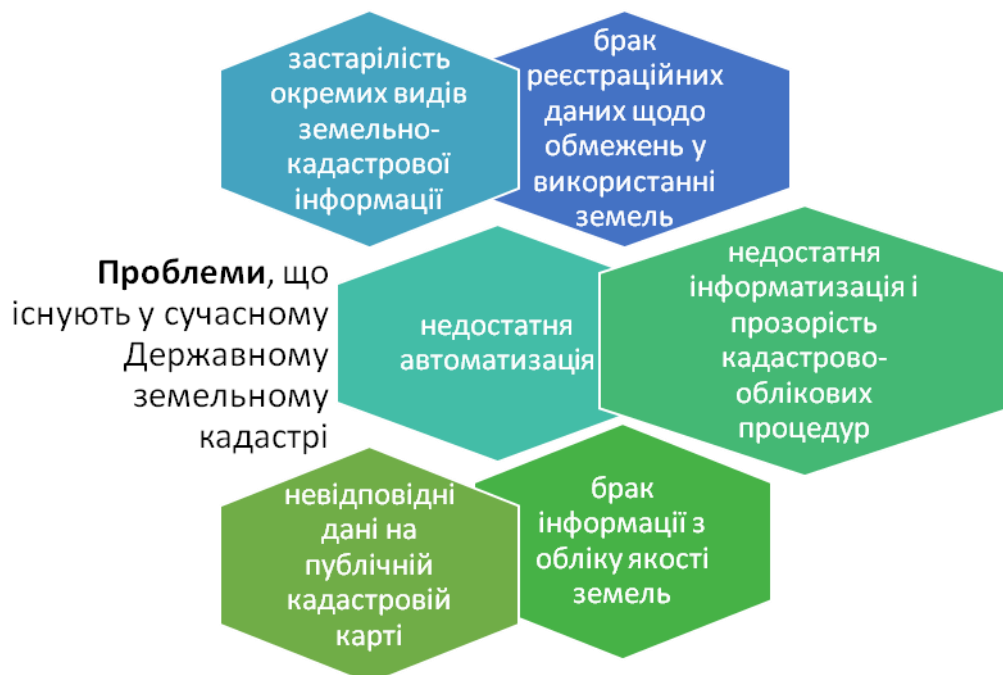 застарілість
окремих видів
земельно-
кадастрової
інформації
брак
реєстраційних
даних щодо
обмежень у
використанні
земель
Проблеми, що
існують у сучасному
Державному
земельному
кадастрі
недостатня
автоматизація
недостатня
інформатизація і
прозорість
кадастрово-
облікових
процедур
невідповідні
дані на
публічній
кадастровій
карті
брак
інформації з
обліку якості
земель